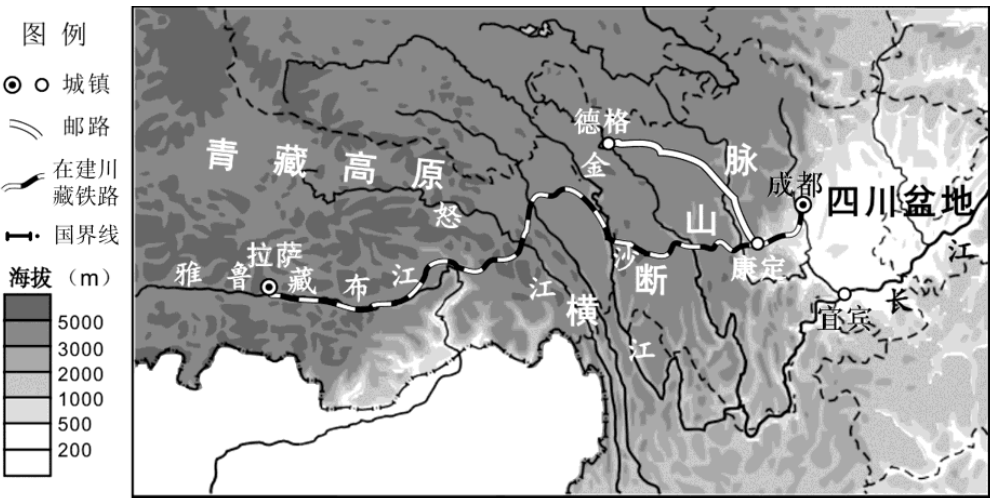 图例
城镇
邮路
在建川
藏铁路
国界线
海拔（m）
5000
3000
2000
1000
500
200
青藏高原
德格
金
脉
成都
四川盆地
怒
山
江
拉萨
雅鲁藏布江
沙
断
康定
江
横
长
宜宾
江